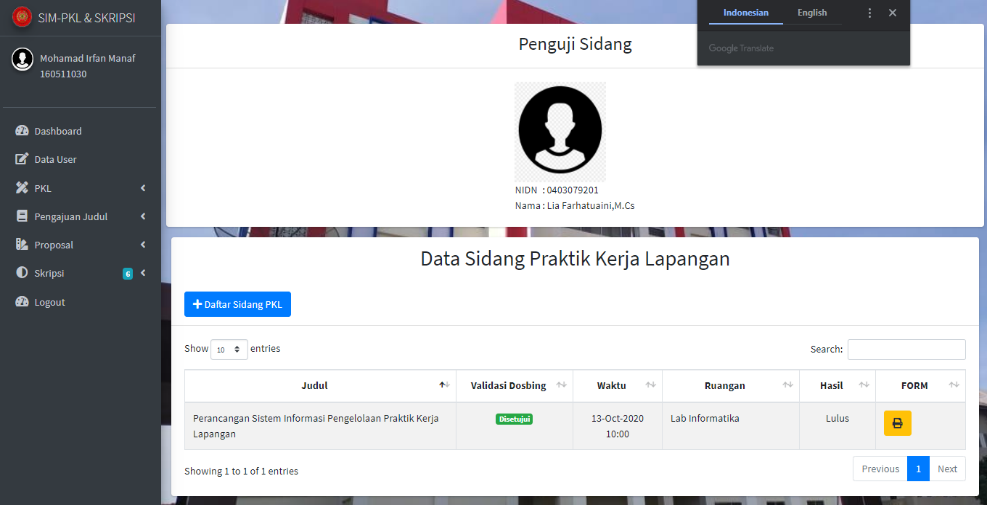 SIM-PKL & SKRIPSI
Mohamad Irfan Manaf
160511030
Dashboard
Data User
PKL
Pengajuan Judul
Proposal
Skripsi 6
Logout
Indonesian English
Google Translate
Penguji Sidang
NIDN : 0403079201
Nama : Lia Farhatuaini,M.Cs
Data Sidang Praktik Kerja Lapangan
Daftar Sidang PKL
Show 10 entries
Search:
Judul Validasi Dosbing Waktu Ruangan Hasil FORM
Perancangan Sistem Informasi Pengelolaan Praktik Kerja Disetujui 13-Oct-2020 Lab Informatika Lulus
Lapangan 10:00
Showing 1 to 1 of 1 entries
Previous 1 Next